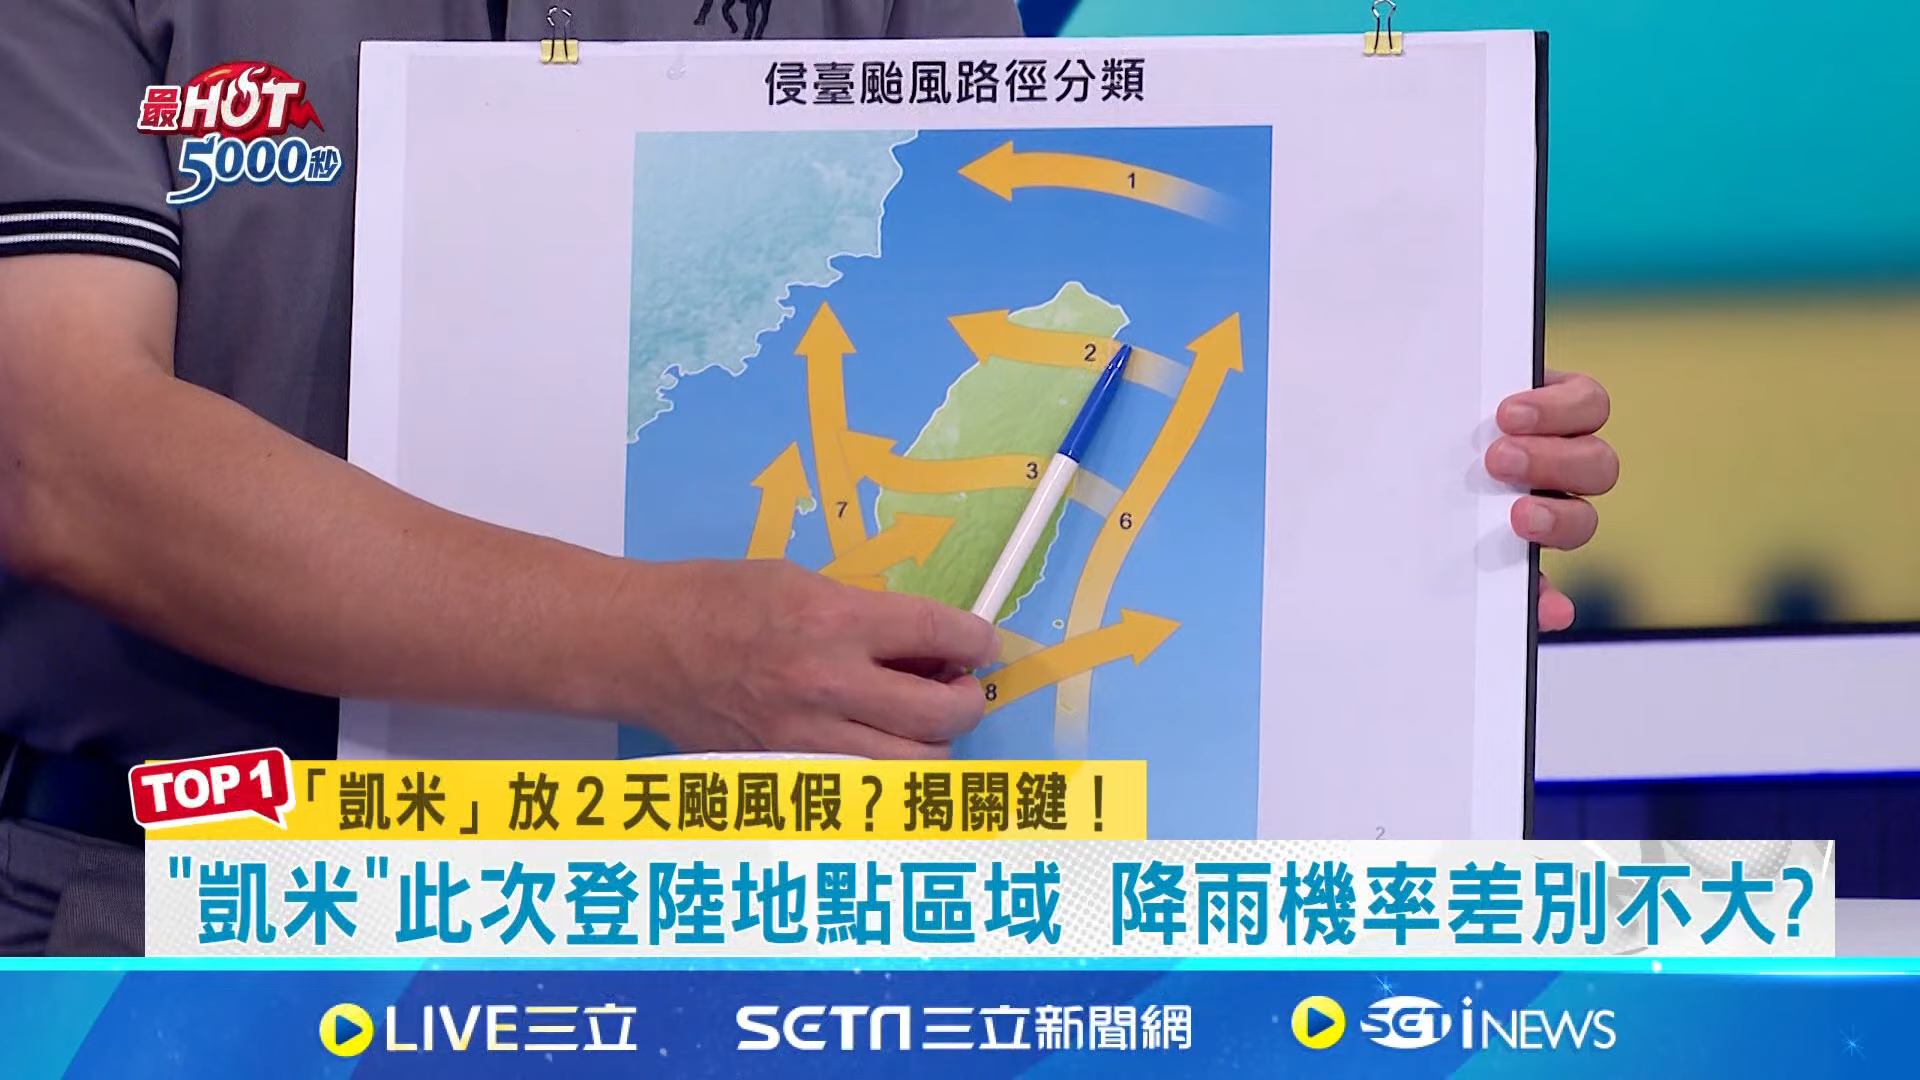 侵臺颱風路徑分類
最HOT
5000秒
1
2
3
7
6
8
2
TOP 1
「凱米」放2天颱風假？揭關鍵！
"凱米"此次登陸地點區域 降雨機率差別不大?
LIVE三立
SETN三立新聞網
SETiNEWS